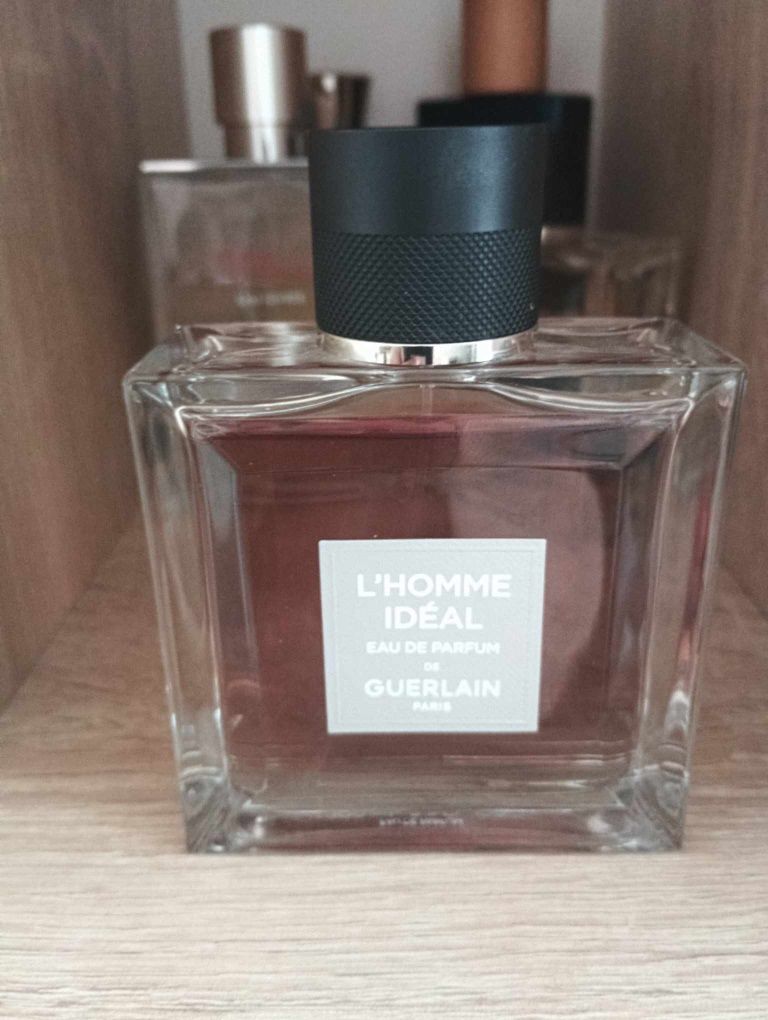 L'HOMME
IDÉAL
EAU DE PARFUM
DE
GUERLAIN
PARIS